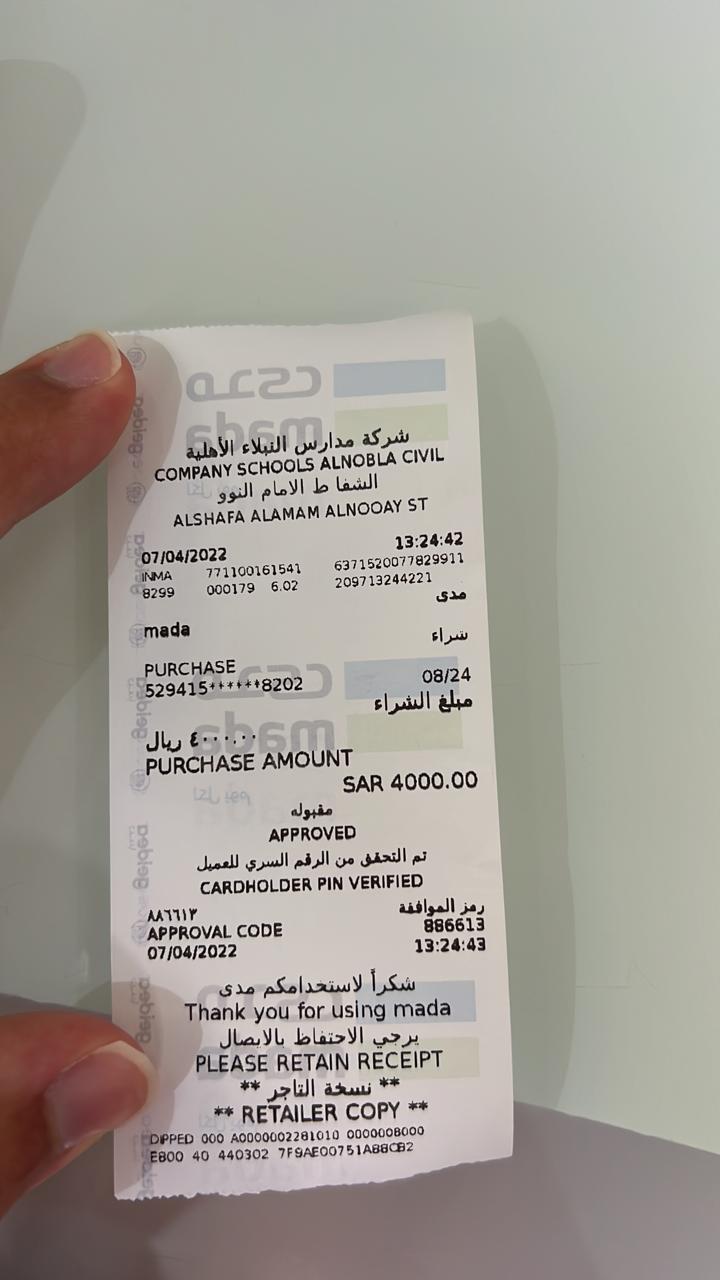 شركة مدارس النبلاء الأهلية
COMPANY SCHOOLS ALNOBLA CIVIL
الشفا ط الامام النوو
ALSHAFA ALAMAM ALNOOAY ST
07/04/2022 13:24:42
INMA 771100161541 6371520077829911
8299 000179 6.02 209713244221
مدى
mada شراء
PURCHASE
529415******8202 08/24
مبلغ الشراء
٤٠٠٠.٠٠ ريال
PURCHASE AMOUNT
SAR 4000.00
مقبوله
APPROVED
تم التحقق من الرقم السري للعميل
CARDHOLDER PIN VERIFIED
٨٨٦٦١٣ رمز الموافقة
APPROVAL CODE 886613
07/04/2022 13:24:43
شكراً لاستخدامكم مدى
Thank you for using mada
يرجي الاحتفاظ بالايصال
PLEASE RETAIN RECEIPT
** نسخة التاجر **
** RETAILER COPY **
DIPPED 000 A0000002281010 0000008000
E800 40 440302 7F9AE00751A88CB2
مدى
mada
geidea